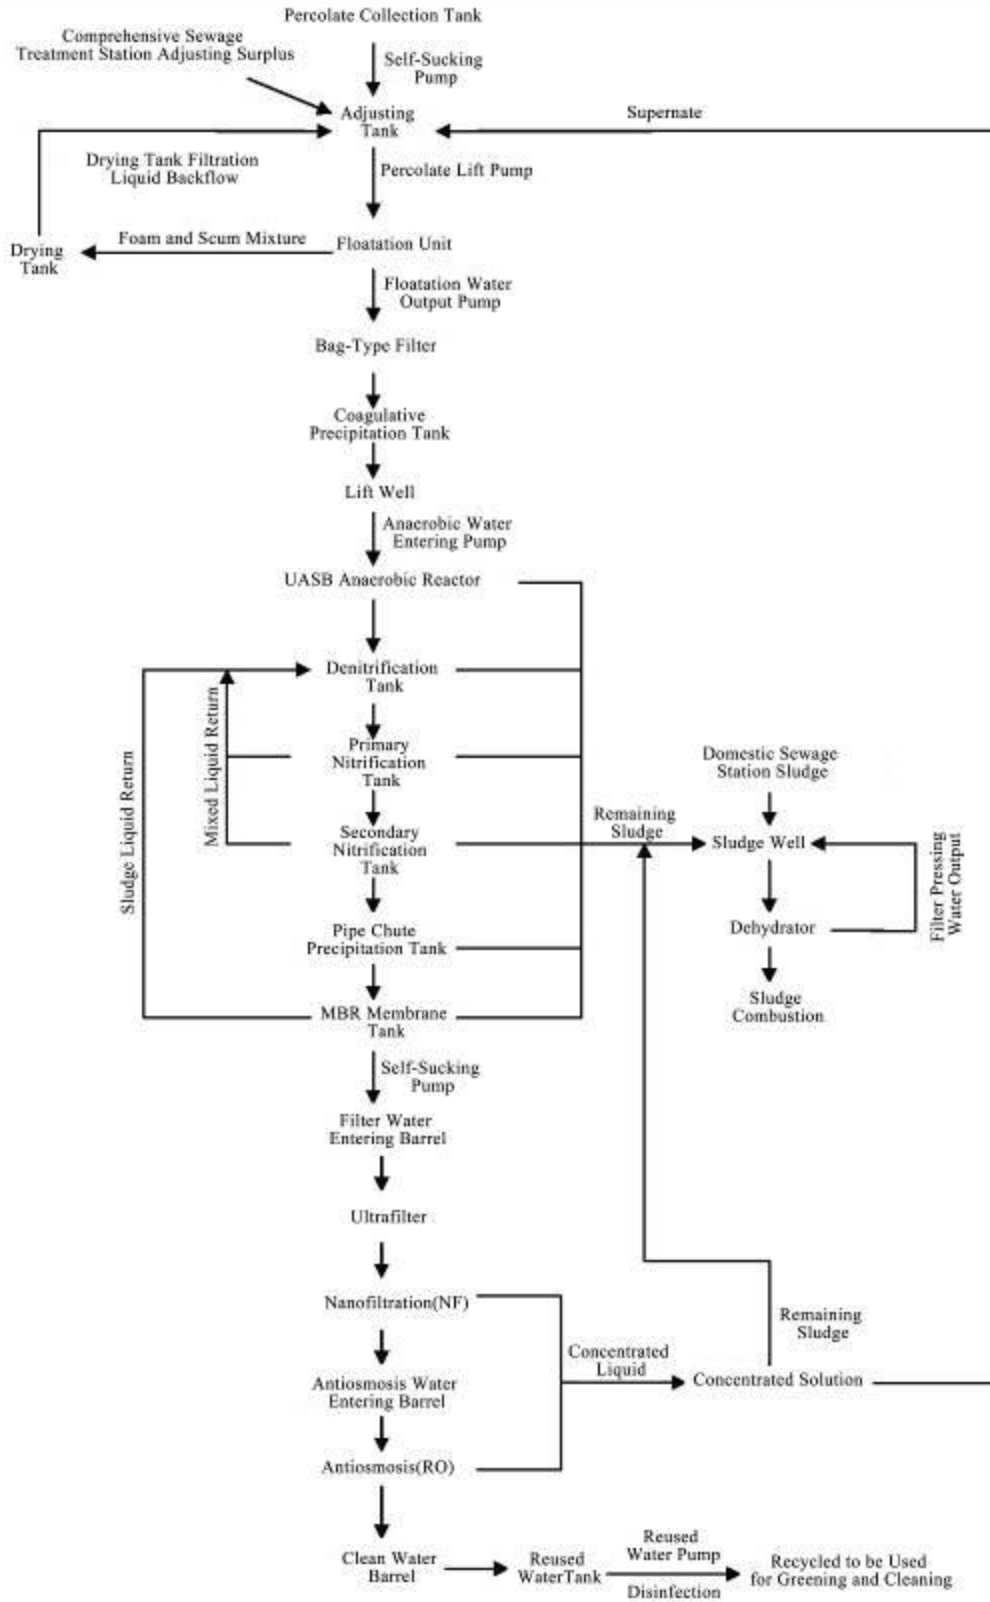 Percolate Collection Tank
Comprehensive Sewage
Treatment Station Adjusting Surplus
Self-Sucking
Pump
Adjusting
Tank
Supernate
Drying Tank Filtration
Liquid Backflow
Percolate Lift Pump
Drying
Tank
Foam and Scum Mixture
Floatation Unit
Floatation Water
Output Pump
Bag-Type Filter
Coagulative
Precipitation Tank
Lift Well
Anaerobic Water
Entering Pump
UASB Anaerobic Reactor
Denitrification
Tank
Sludge Liquid Return
Mixed Liquid Return
Primary
Nitrification
Tank
Secondary
Nitrification
Tank
Remaining
Sludge
Domestic Sewage
Station Sludge
Sludge Well
Filter Pressing
Water Output
Dehydrator
Sludge
Combustion
Pipe Chute
Precipitation Tank
MBR Membrane
Tank
Self-Sucking
Pump
Filter Water
Entering Barrel
Ultrafilter
Nanofiltration(NF)
Concentrated
Liquid
Remaining
Sludge
Concentrated Solution
Antiosmosis Water
Entering Barrel
Antiosmosis(RO)
Clean Water
Barrel
Reused
WaterTank
Reused
Water Pump
Disinfection
Recycled to be Used
for Greening and Cleaning